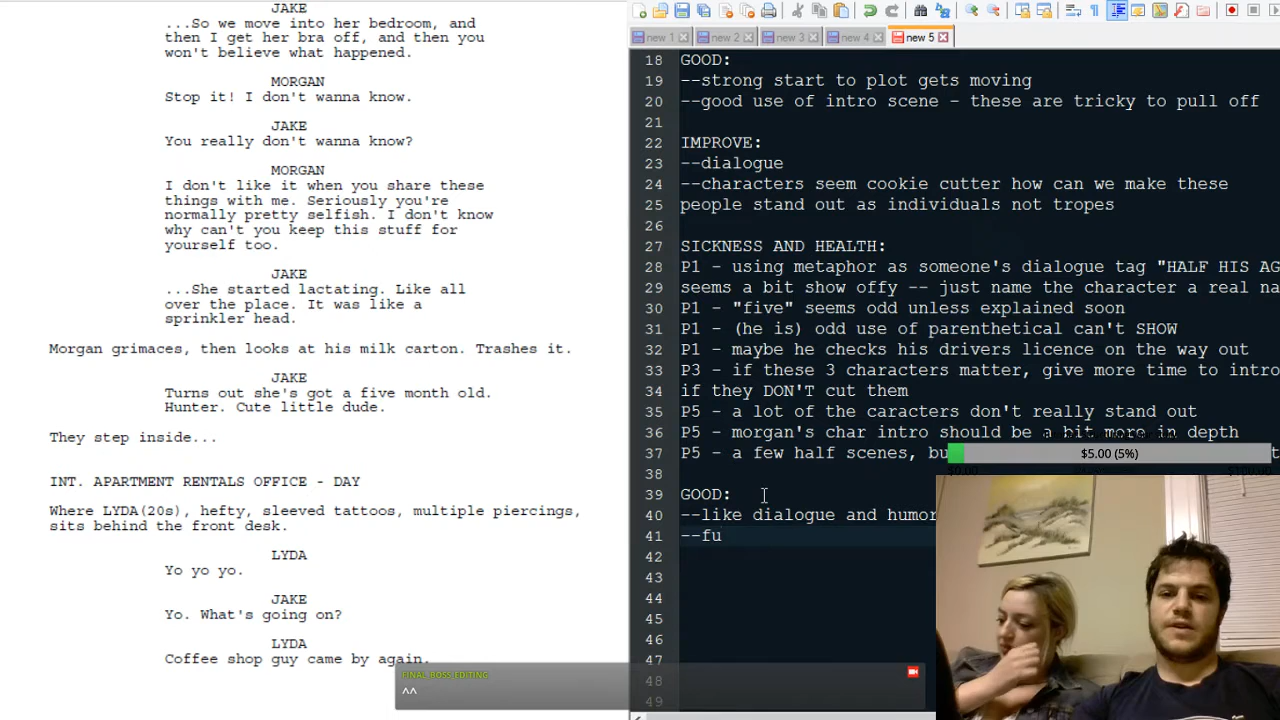 JAKE
...So we move into her bedroom, and
then I get her bra off, and then you
won't believe what happened.
MORGAN
Stop it! I don't wanna know.
JAKE
You really don't wanna know?
MORGAN
I don't like it when you share these
things with me. Seriously you're
normally pretty selfish. I don't know
why can't you keep this stuff for
yourself too.
JAKE
...She started lactating. Like all
over the place. It was like a
sprinkler head.
Morgan grimaces, then looks at his milk carton. Trashes it.
JAKE
Turns out she's got a five month old.
Hunter. Cute little dude.
They step inside...
INT. APARTMENT RENTALS OFFICE - DAY
Where LYDA(20s), hefty, sleeved tattoos, multiple piercings,
sits behind the front desk.
LYDA
Yo yo yo.
JAKE
Yo. What's going on?
LYDA
Coffee shop guy came by again.
new 1
new 2
new 3
new 4
new 5
18 GOOD:
19 --strong start to plot gets moving
20 --good use of intro scene - these are tricky to pull off
21
22 IMPROVE:
23 --dialogue
24 --characters seem cookie cutter how can we make these
25 people stand out as individuals not tropes
26
27 SICKNESS AND HEALTH:
28 P1 - using metaphor as someone's dialogue tag "HALF HIS AG
29 seems a bit show offy -- just name the character a real na
30 P1 - "five" seems odd unless explained soon
31 P1 - (he is) odd use of parenthetical can't SHOW
32 P1 - maybe he checks his drivers licence on the way out
33 P3 - if these 3 characters matter, give more time to intro
34 if they DON'T cut them
35 P5 - a lot of the caracters don't really stand out
36 P5 - morgan's char intro should be a bit more in depth
37 P5 - a few half scenes, bu
38
39 GOOD:
40 --like dialogue and humor
41 --fu
42
43
44
45
46
47
48
49
$5.00 (5%)
FINAL BOSS EDITING
^^